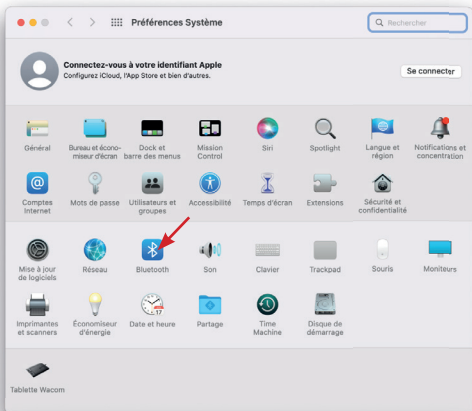 Préférences Système
Rechercher
Connectez-vous à votre identifiant Apple
Configurez iCloud, l'App Store et bien d'autres.
Se connecter
Général
Bureau et écono-
miseur d'écran
Dock et
barre des menus
Mission
Control
Siri
Spotlight
Langue et
région
Notifications et
concentration
Comptes
Internet
Mots de passe
Utilisateurs et
groupes
Accessibilité
Temps d'écran
Extensions
Sécurité et
confidentialité
Mise à jour
de logiciels
Réseau
Bluetooth
Son
Clavier
Trackpad
Souris
Moniteurs
Imprimantes
et scanners
Économiseur
d'énergie
Date et heure
Partage
Time
Machine
Disque de
démarrage
Tablette Wacom